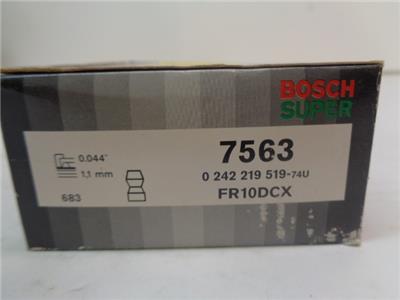 BOSCH
SUPER
7563
0.044"
0 242 219 519-74U
1,1 mm
FR10DCX
683